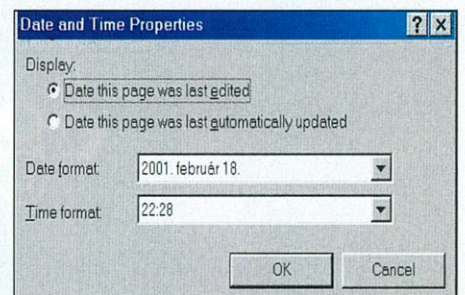 Date and Time Properties
Display:
Date this page was last edited
Date this page was last automatically updated
Date format: 2001. február 18.
Time format: 22:28
OK Cancel